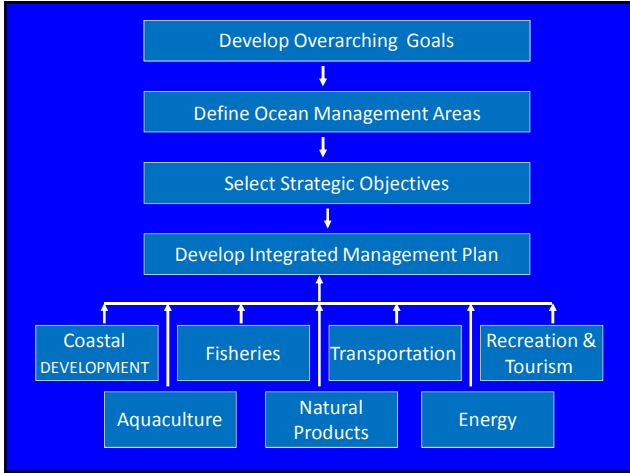 Develop Overarching Goals
Define Ocean Management Areas
Select Strategic Objectives
Develop Integrated Management Plan
Coastal
DEVELOPMENT
Fisheries
Transportation
Recreation &
Tourism
Aquaculture
Natural
Products
Energy